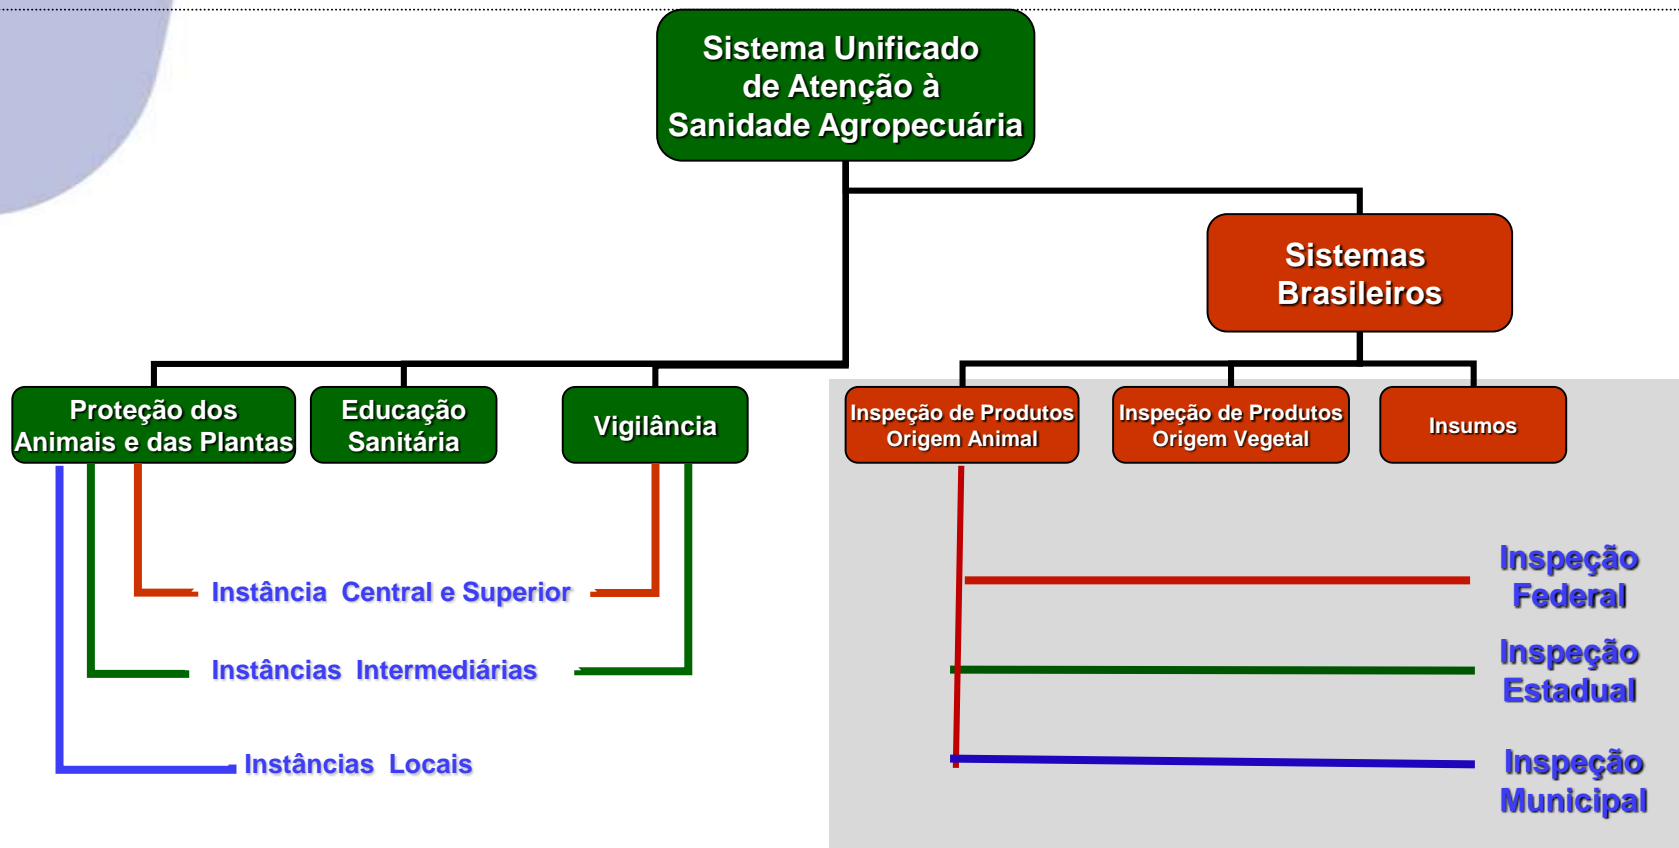 Sistema Unificado
de Atenção à
Sanidade Agropecuária
Sistemas
Brasileiros
Proteção dos
Animais e das Plantas
Educação
Sanitária
Vigilância
Inspeção de Produtos
Origem Animal
Inspeção de Produtos
Origem Vegetal
Insumos
Instância Central e Superior
Instâncias Intermediárias
Instâncias Locais
Inspeção
Federal
Inspeção
Estadual
Inspeção
Municipal